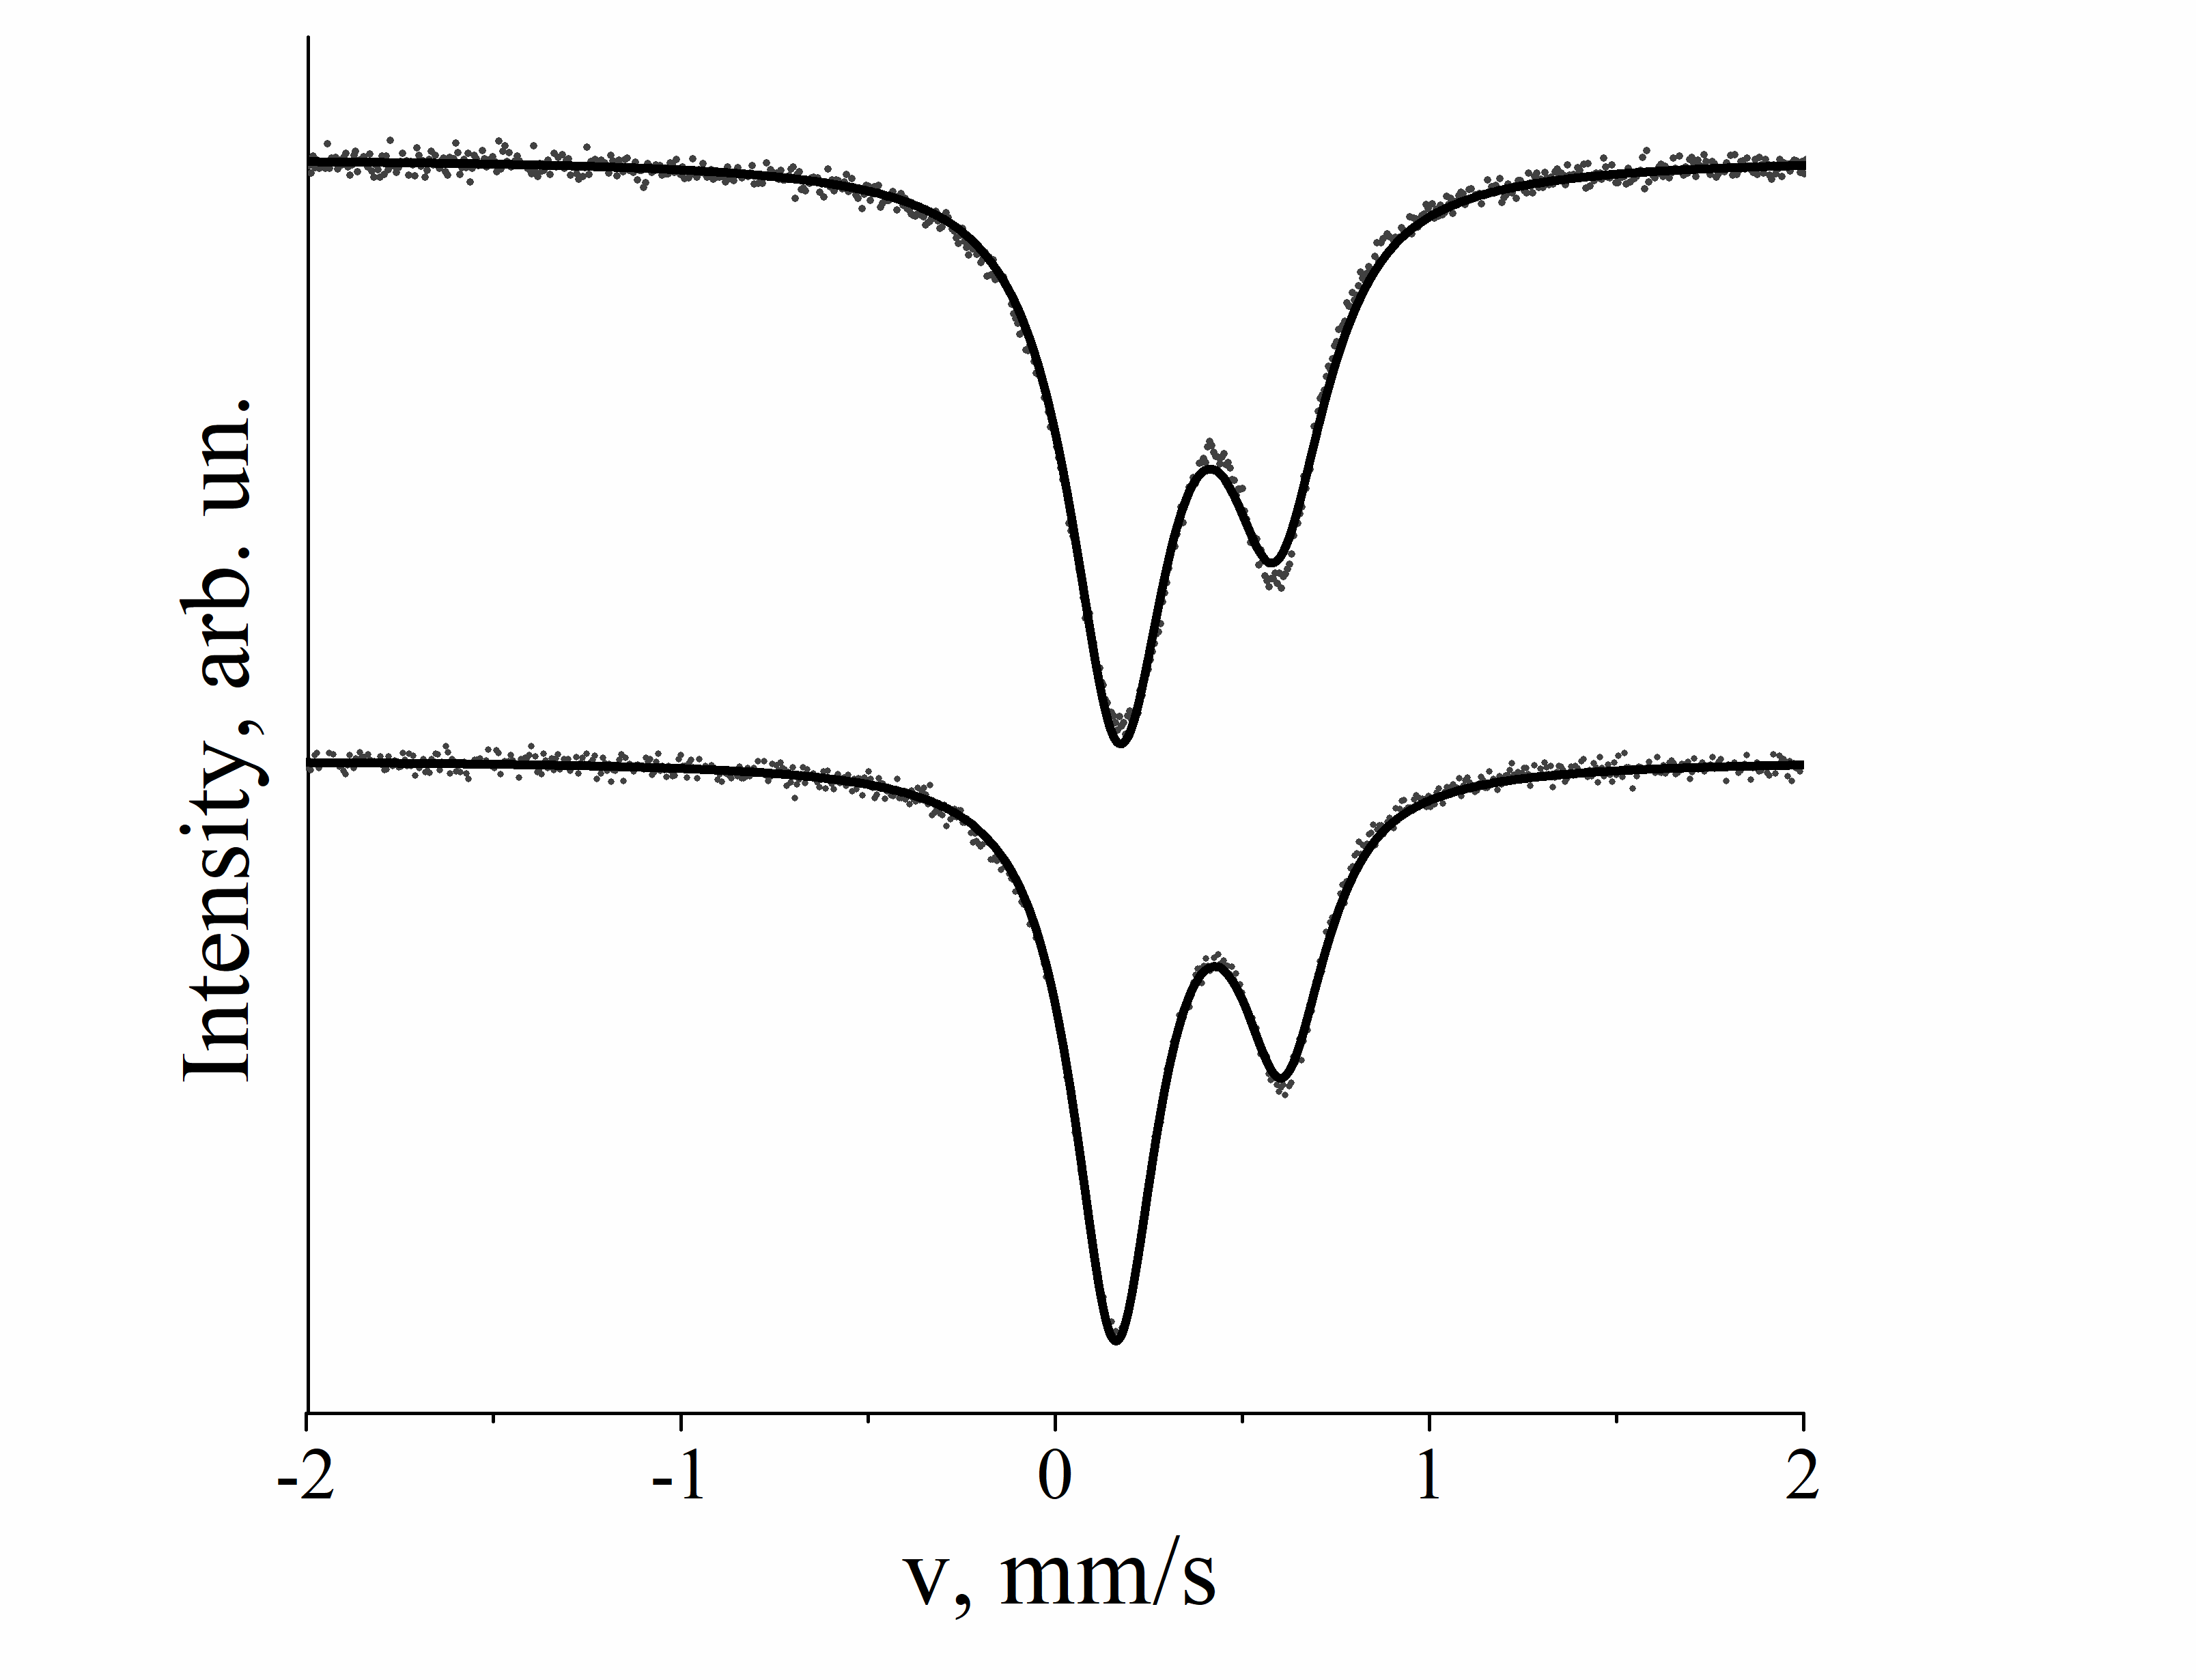 Intensity, arb. un.
-2 -1 0 1 2
v, mm/s